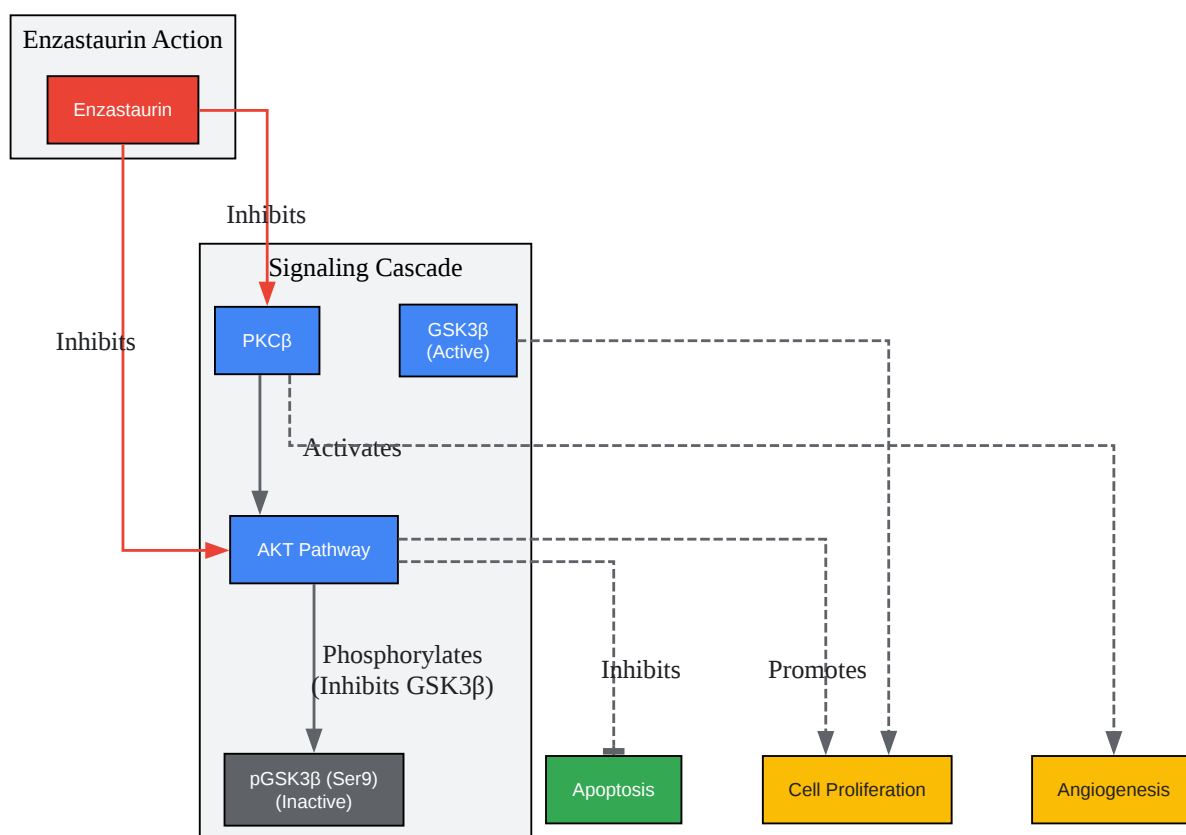 Enzastaurin Action
Enzastaurin
Inhibits
Signaling Cascade
Inhibits
PKCβ
GSK3β
(Active)
Activates
AKT Pathway
Phosphorylates
(Inhibits GSK3β)
Inhibits
Promotes
pGSK3β (Ser9)
(Inactive)
Apoptosis
Cell Proliferation
Angiogenesis